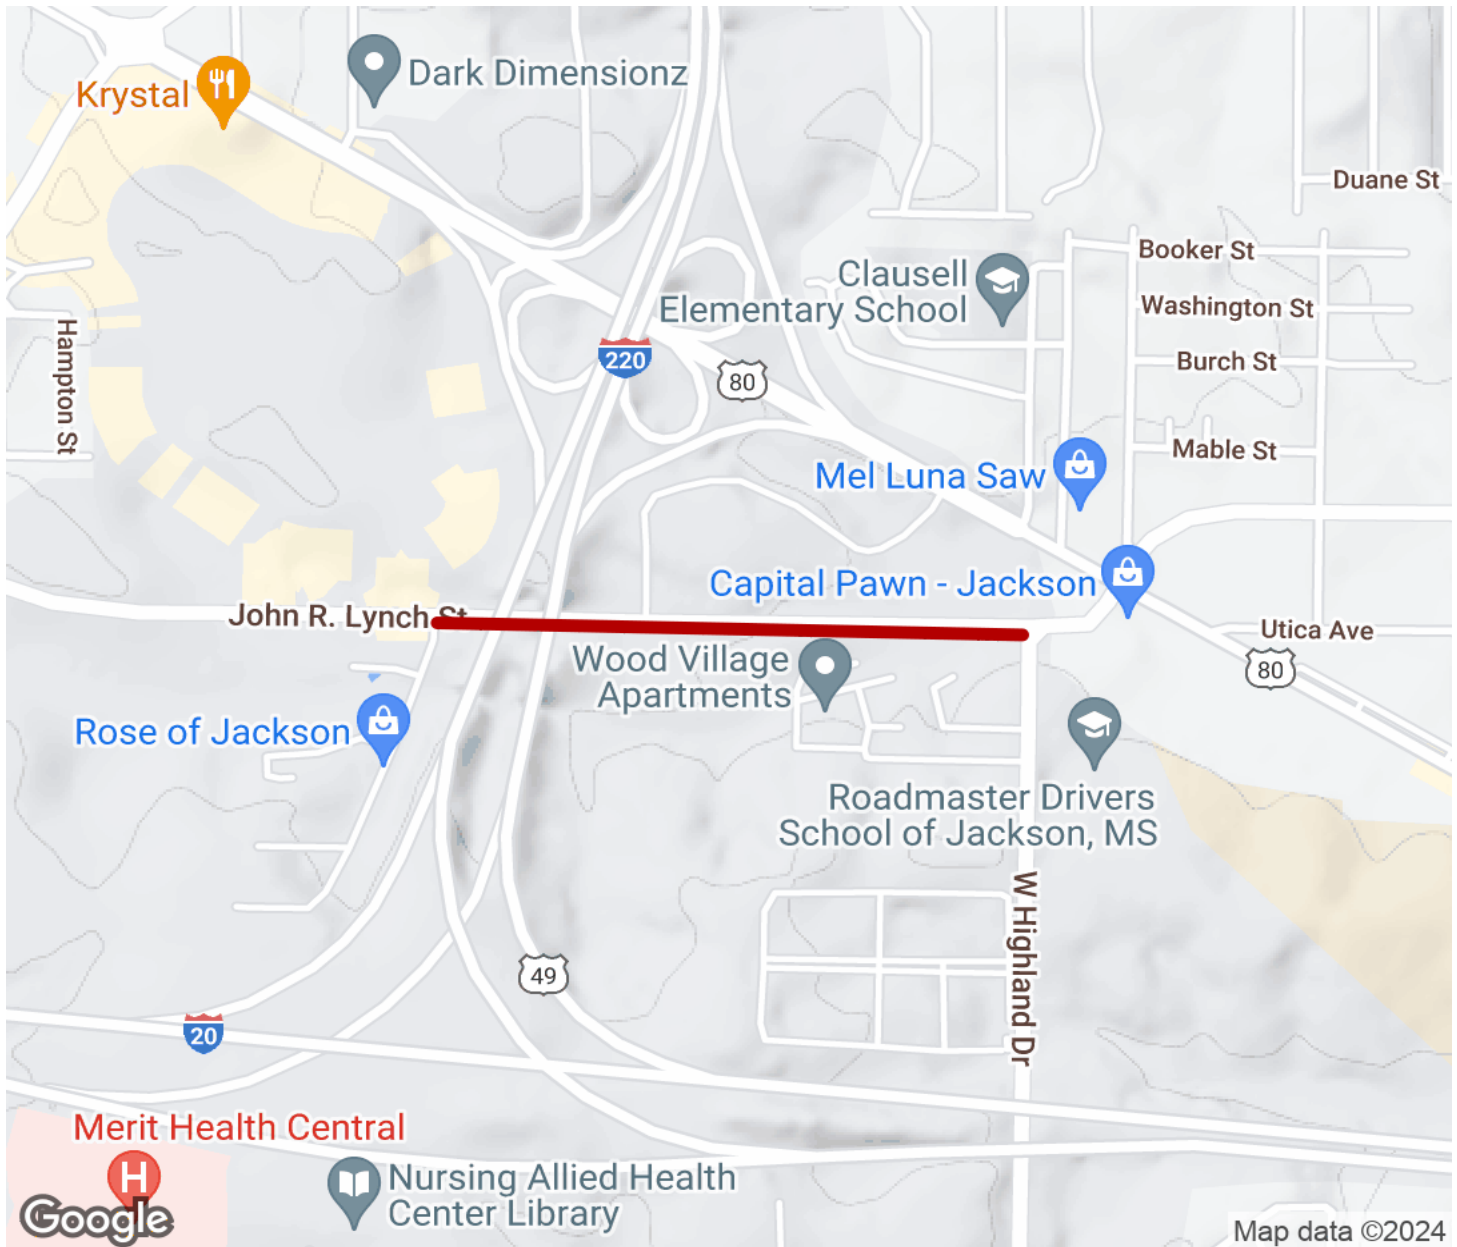 Dark Dimensionz
Krystal
Duane St
Booker St
Clausell
Elementary School
Washington St
Hampton St
220
80
Burch St
Mable St
Mel Luna Saw
Capital Pawn - Jackson
John R. Lynch St
Utica Ave
Wood Village
Apartments
80
Rose of Jackson
Roadmaster Drivers
School of Jackson, MS
W Highland Dr
49
20
Merit Health Central
H
Nursing Allied Health
Center Library
Google
Map data ©2024